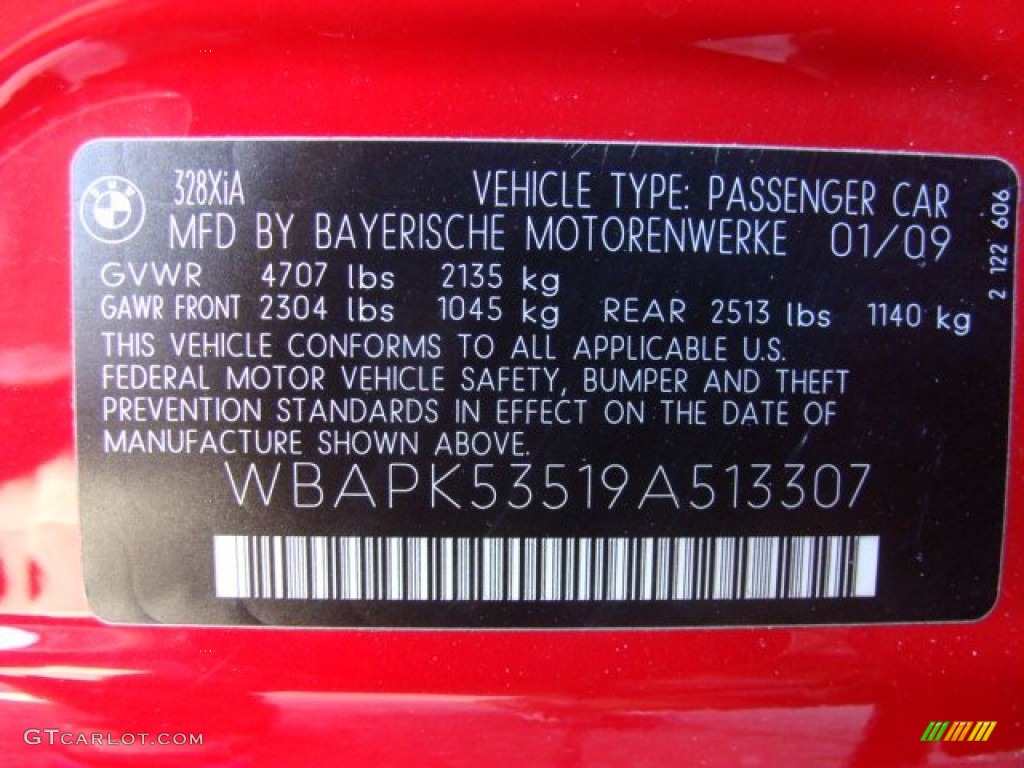 328XiA VEHICLE TYPE: PASSENGER CAR
BMW
MFD BY BAYERISCHE MOTORENWERKE 01/09
GVWR 4707 lbs 2135 kg
GAWR FRONT 2304 lbs 1045 kg REAR 2513 lbs 1140 kg
2 122 606
THIS VEHICLE CONFORMS TO ALL APPLICABLE U.S.
FEDERAL MOTOR VEHICLE SAFETY, BUMPER AND THEFT
PREVENTION STANDARDS IN EFFECT ON THE DATE OF
MANUFACTURE SHOWN ABOVE.
WBAPK53519A513307
GTCARLOT.COM